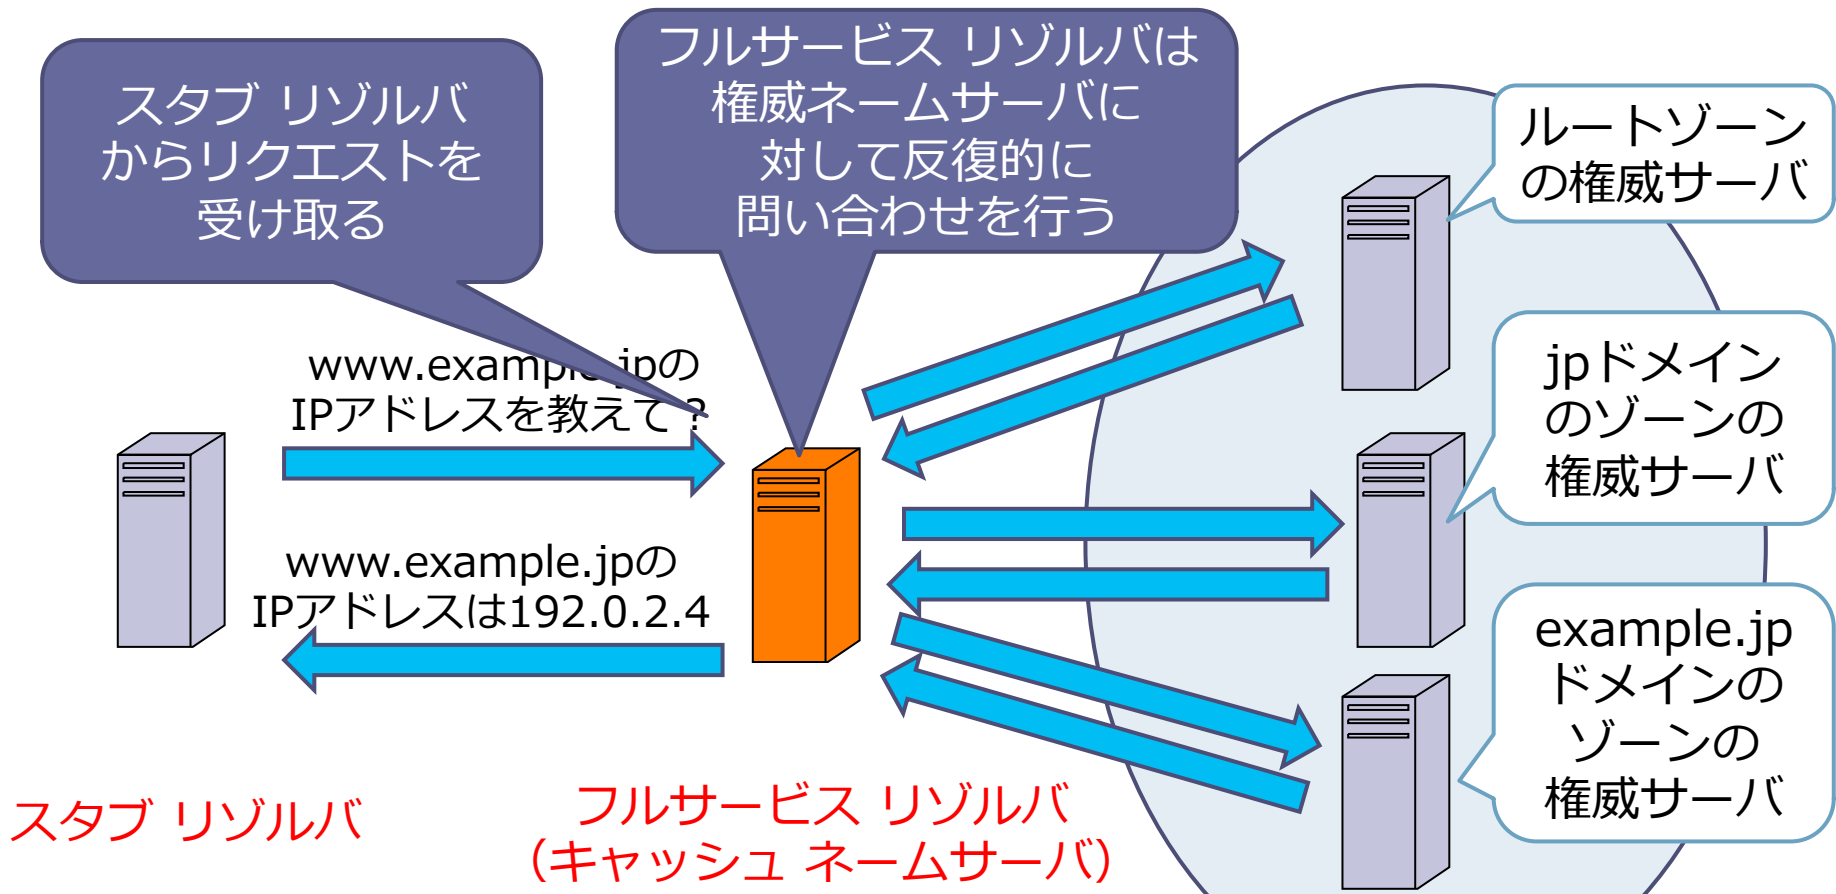 スタブ リゾルバ
からリクエストを
受け取る
フルサービス リゾルバは
権威ネームサーバに
対して反復的に
問い合わせを行う
ルートゾーン
の権威サーバ
jpドメイン
のゾーンの
権威サーバ
example.jp
ドメインの
ゾーンの
権威サーバ
www.example.jpの
IPアドレスを教えて?
www.example.jpの
IPアドレスは192.0.2.4
スタブ リゾルバ
フルサービス リゾルバ
(キャッシュ ネームサーバ)